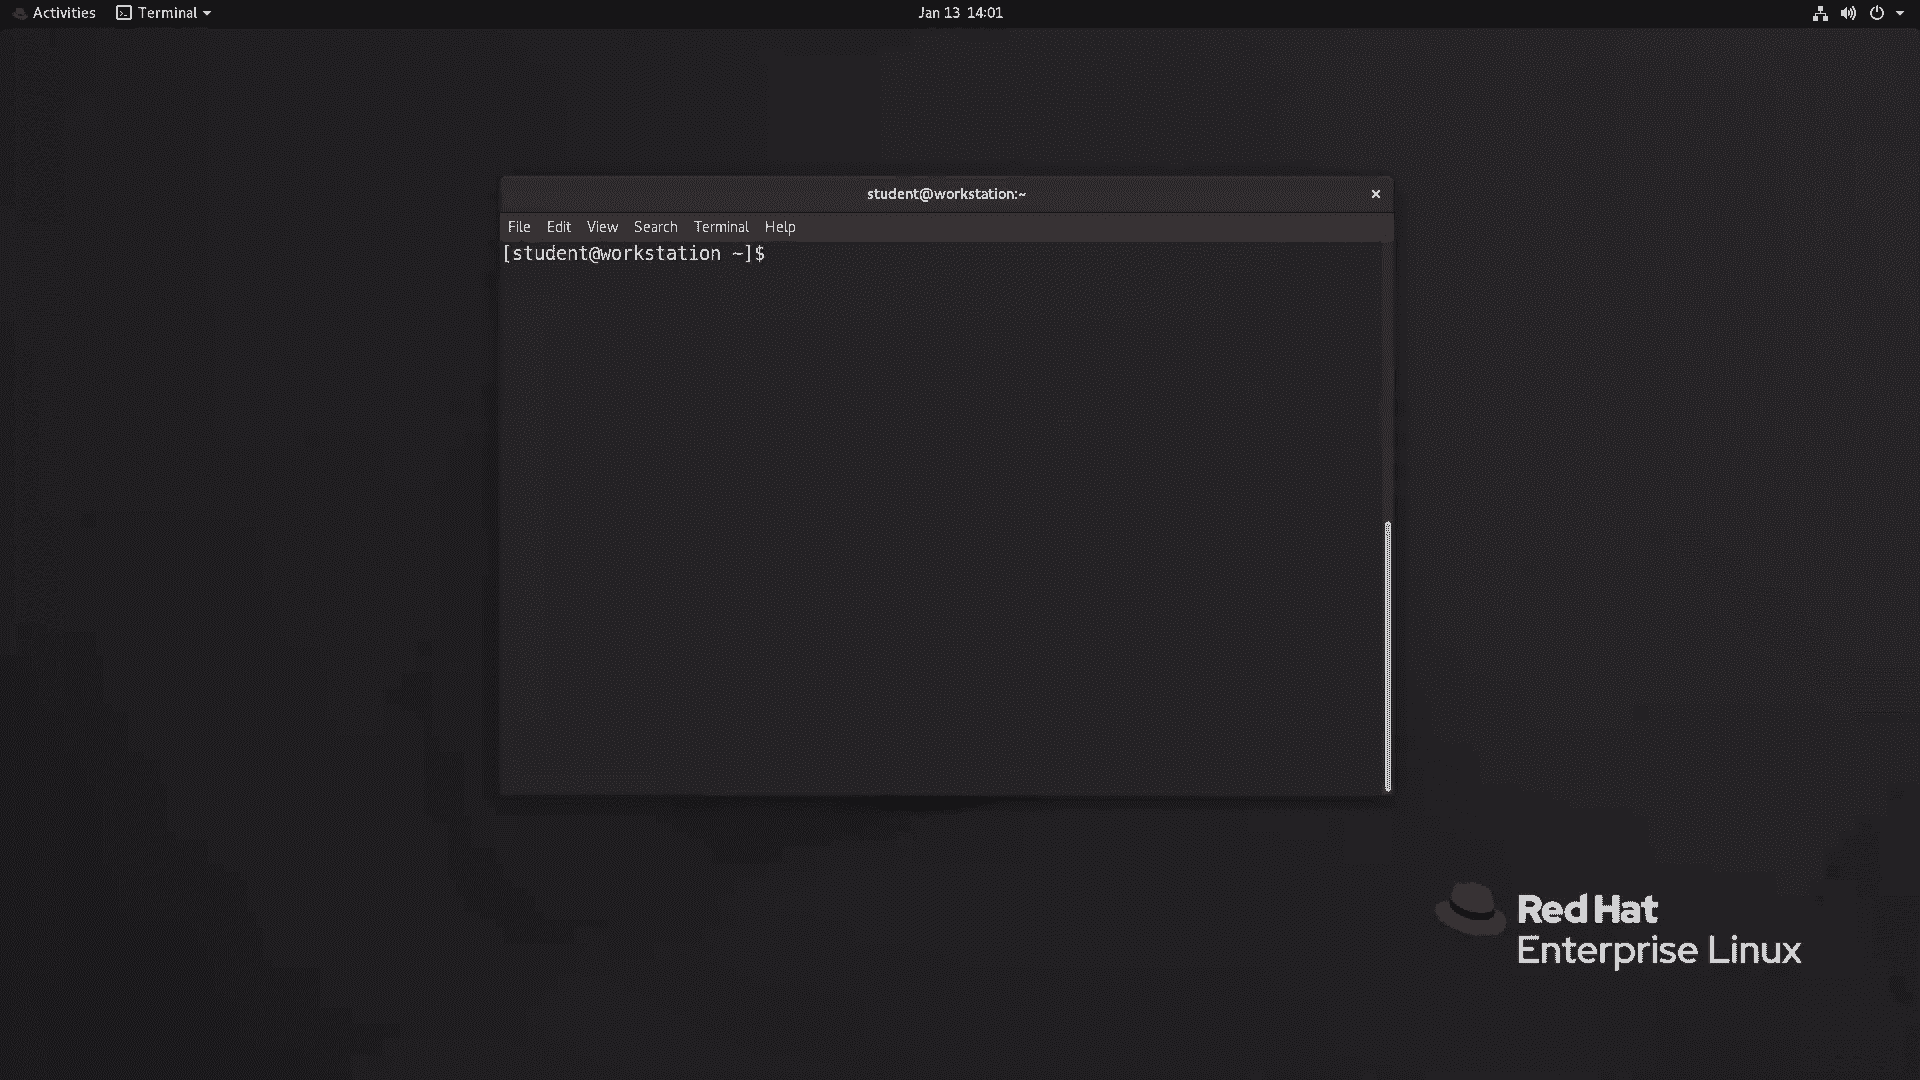 Activities Terminal Jan 13 14:01
student@workstation:~ ×
File Edit View Search Terminal Help
[student@workstation ~]$
Red Hat
Enterprise Linux